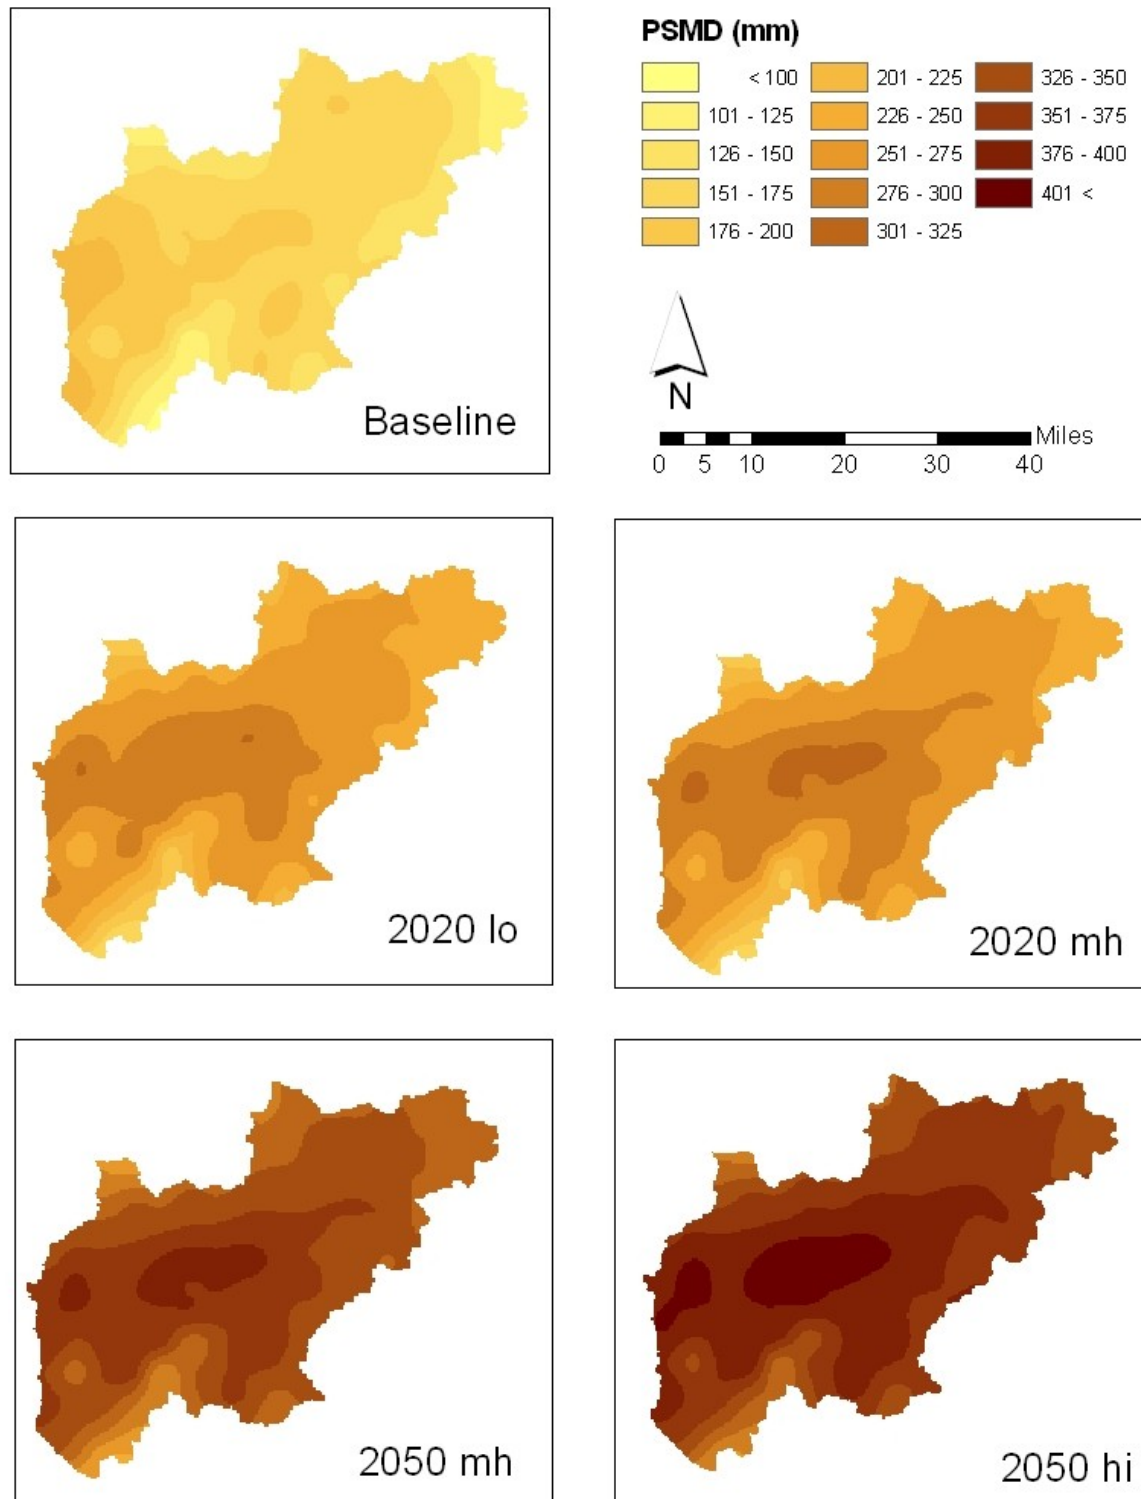 PSMD (mm)
< 100
101 - 125
126 - 150
151 - 175
176 - 200
201 - 225
226 - 250
251 - 275
276 - 300
301 - 325
326 - 350
351 - 375
376 - 400
401 <
Baseline
N
Miles
0 5 10 20 30 40
2020 lo
2020 mh
2050 mh
2050 hi